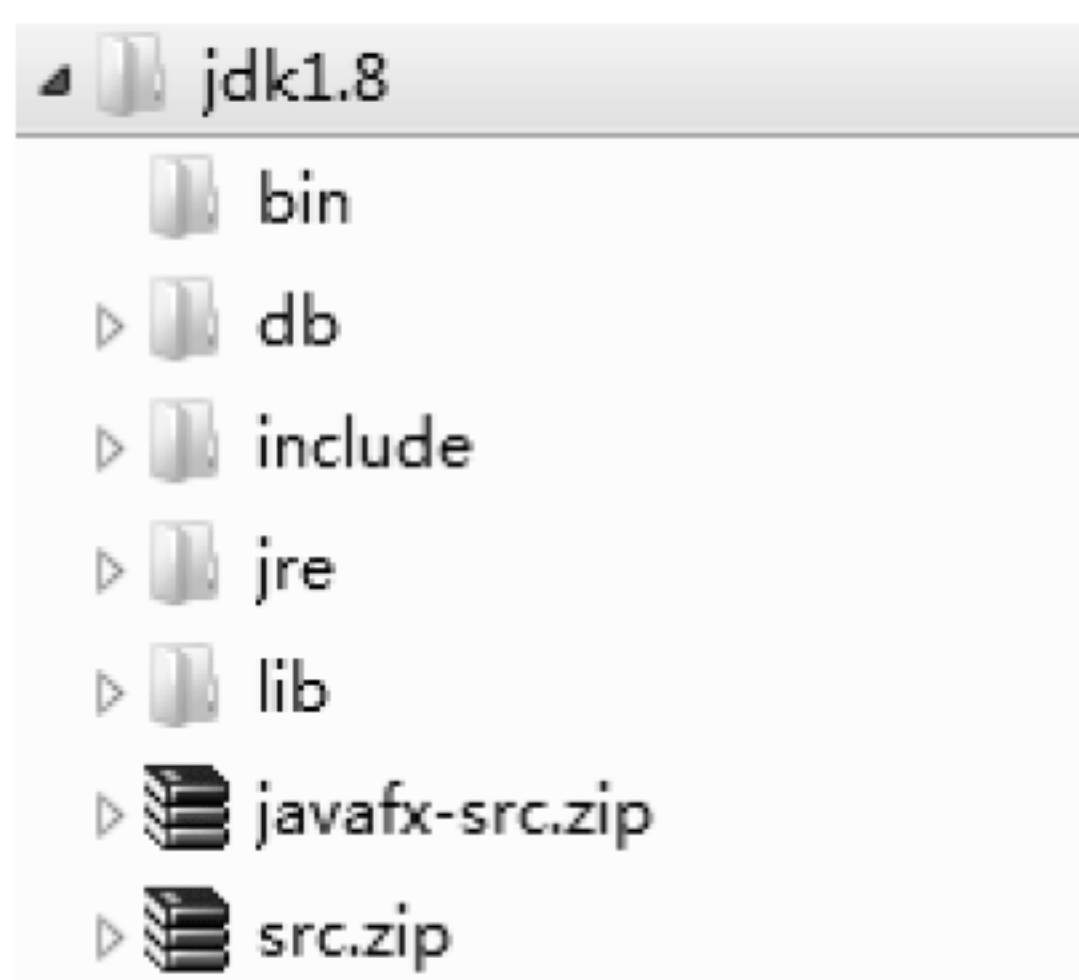 jdk1.8
bin
db
include
jre
lib
javafx-src.zip
src.zip